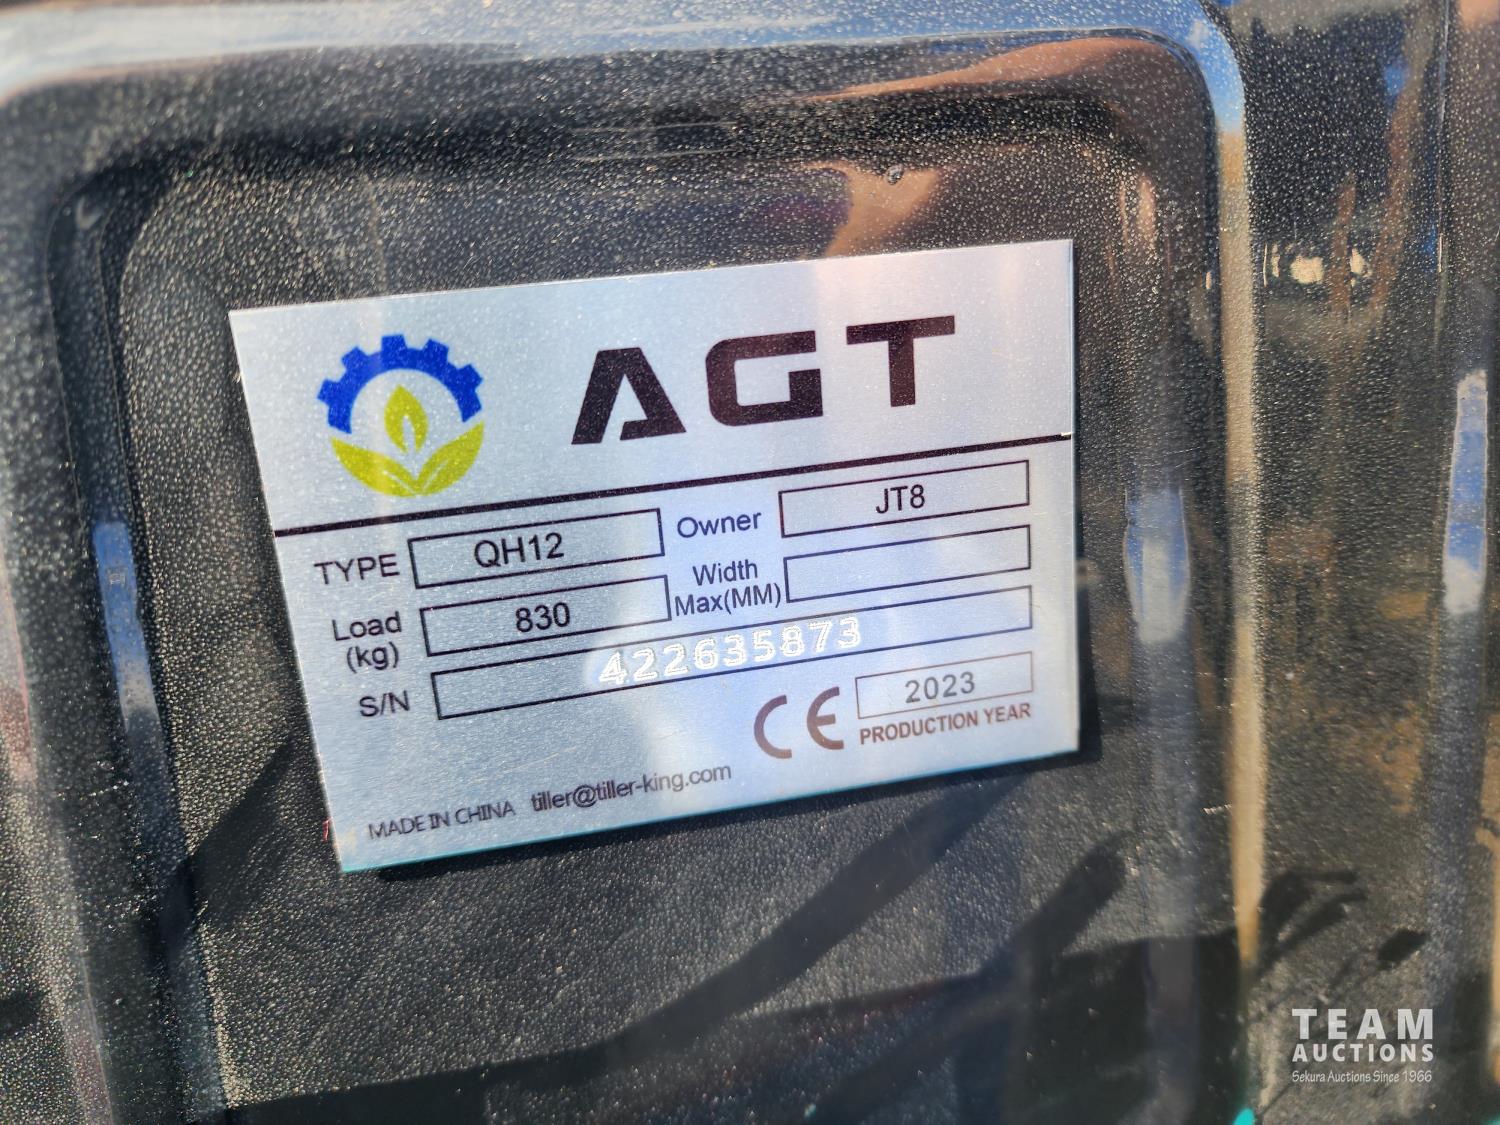 AGT
TYPE QH12 Owner JT8
Load (kg) 830 Width Max(MM)
S/N 422635873
CE 2023
PRODUCTION YEAR
MADE IN CHINA tiller@tiller-king.com
TEAM
AUCTIONS
Sekura Auctions Since 1966